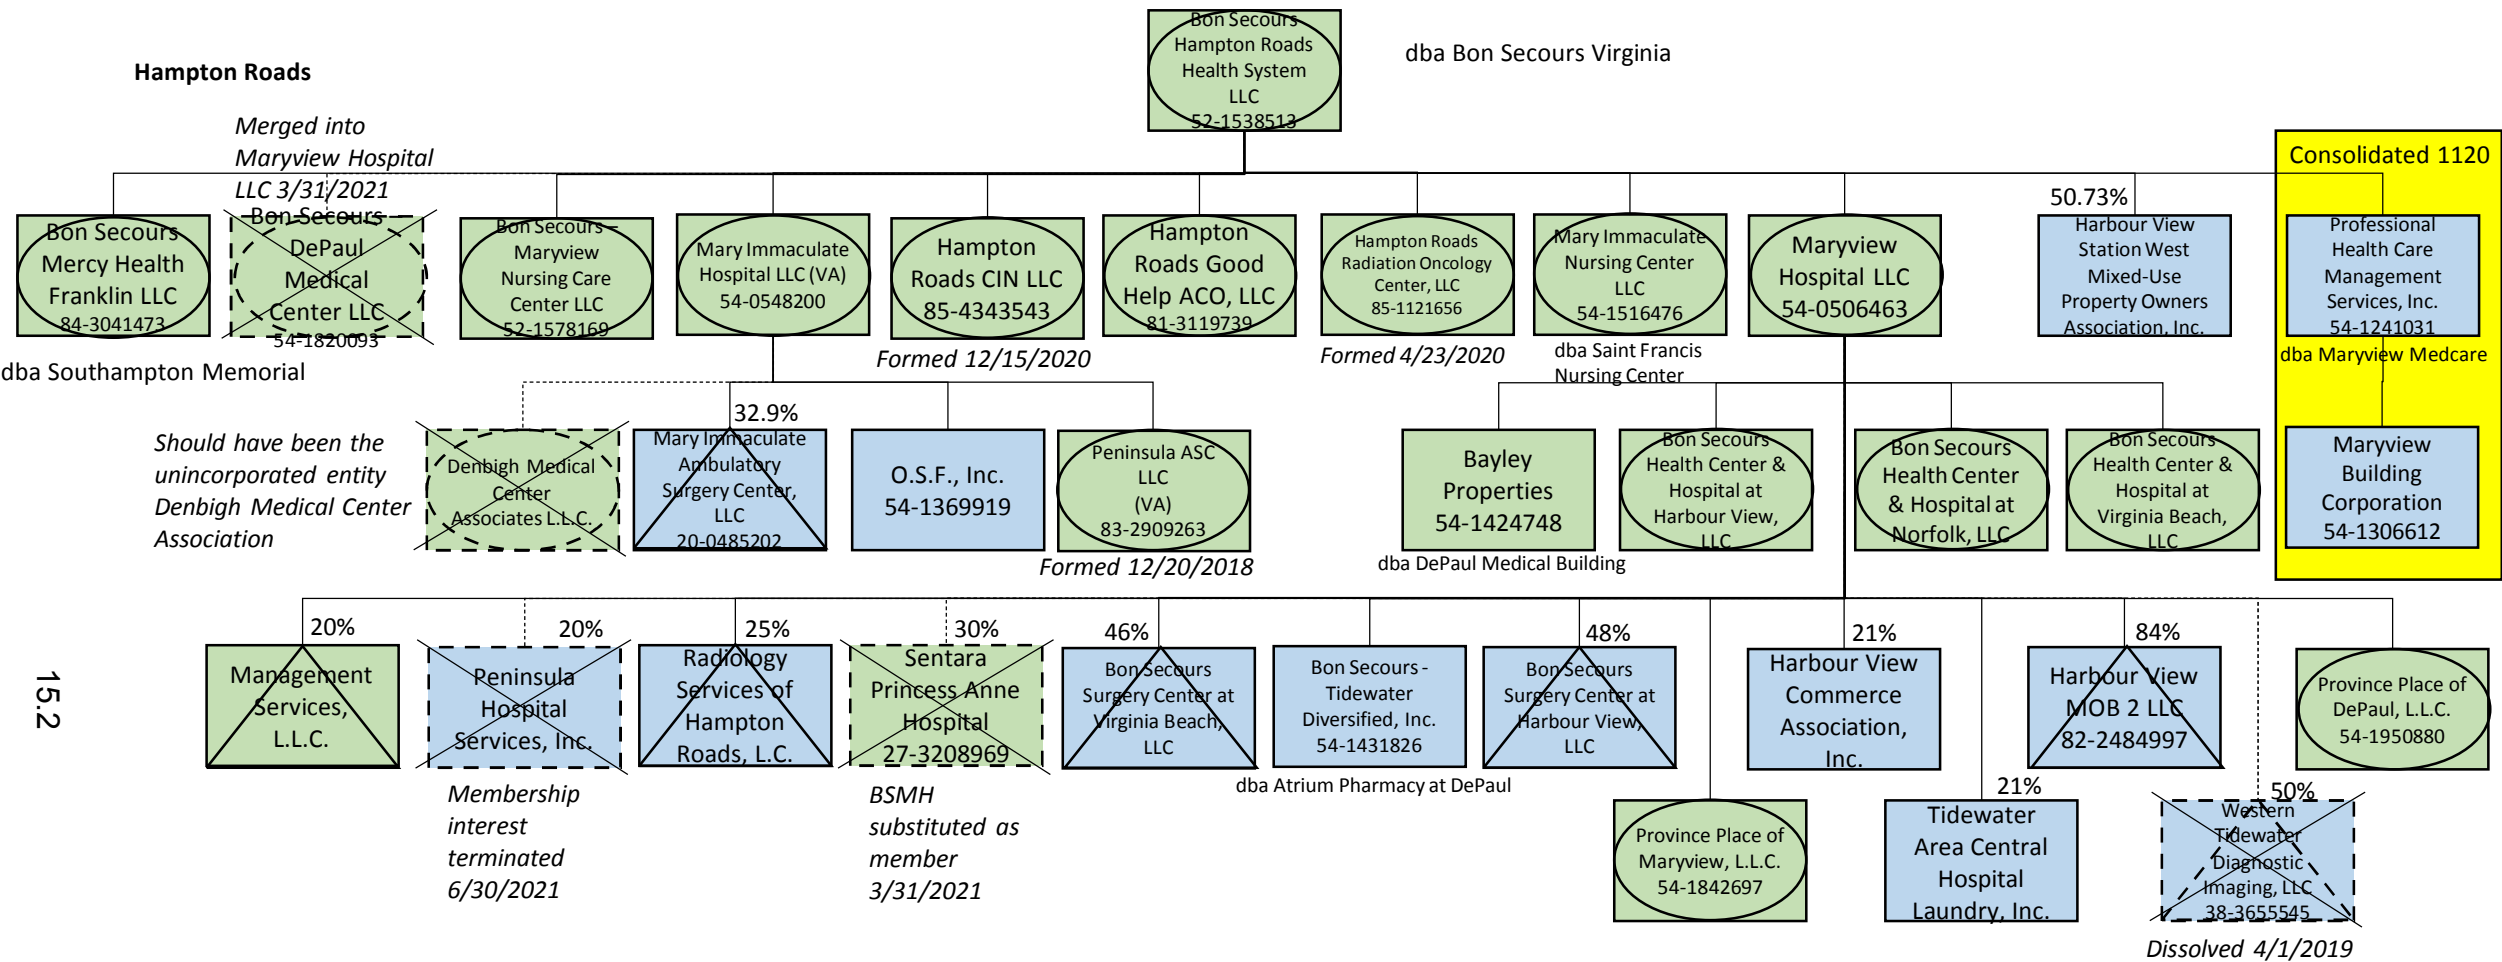 Bon Secours
Hampton Roads
Health System
LLC
52-1538513
dba Bon Secours Virginia
Hampton Roads
Merged into
Maryview Hospital
LLC 3/31/2021
Consolidated 1120
Bon Secours
Mercy Health
Franklin LLC
84-3041473
dba Southampton Memorial
Bon Secours –
DePaul
Medical
Center LLC
54-1820093
Bon Secours –
Maryview
Nursing Care
Center LLC
52-1578169
Mary Immaculate
Hospital LLC (VA)
54-0548200
Hampton
Roads CIN LLC
85-4343543
Formed 12/15/2020
Hampton
Roads Good
Help ACO, LLC
81-3119739
Hampton Roads
Radiation Oncology
Center, LLC
85-1121656
Formed 4/23/2020
Mary Immaculate
Nursing Center
LLC
54-1516476
dba Saint Francis
Nursing Center
Maryview
Hospital LLC
54-0506463
50.73%
Harbour View
Station West
Mixed-Use
Property Owners
Association, Inc.
Professional
Health Care
Management
Services, Inc.
54-1241031
dba Maryview Medcare
Should have been the
unincorporated entity
Denbigh Medical Center
Association
Denbigh Medical
Center
Associates L.L.C.
32.9%
Mary Immaculate
Ambulatory
Surgery Center,
LLC
20-0485202
O.S.F., Inc.
54-1369919
Peninsula ASC
LLC
(VA)
83-2909263
Formed 12/20/2018
Bayley
Properties
54-1424748
dba DePaul Medical Building
Bon Secours
Health Center &
Hospital at
Harbour View,
LLC
Bon Secours
Health Center
& Hospital at
Norfolk, LLC
Bon Secours
Health Center &
Hospital at
Virginia Beach,
LLC
Maryview
Building
Corporation
54-1306612
20%
Management
Services,
L.L.C.
20%
Peninsula
Hospital
Services, Inc.
Membership
interest
terminated
6/30/2021
25%
Radiology
Services of
Hampton
Roads, L.C.
30%
Sentara
Princess Anne
Hospital
27-3208969
BSMH
substituted as
member
3/31/2021
46%
Bon Secours
Surgery Center at
Virginia Beach,
LLC
Bon Secours -
Tidewater
Diversified, Inc.
54-1431826
dba Atrium Pharmacy at DePaul
48%
Bon Secours
Surgery Center at
Harbour View,
LLC
Province Place of
Maryview, L.L.C.
54-1842697
21%
Harbour View
Commerce
Association,
Inc.
21%
Tidewater
Area Central
Hospital
Laundry, Inc.
84%
Harbour View
MOB 2 LLC
82-2484997
50%
Western
Tidewater
Diagnostic
Imaging, LLC
38-3655545
Dissolved 4/1/2019
Province Place of
DePaul, L.L.C.
54-1950880
15.2